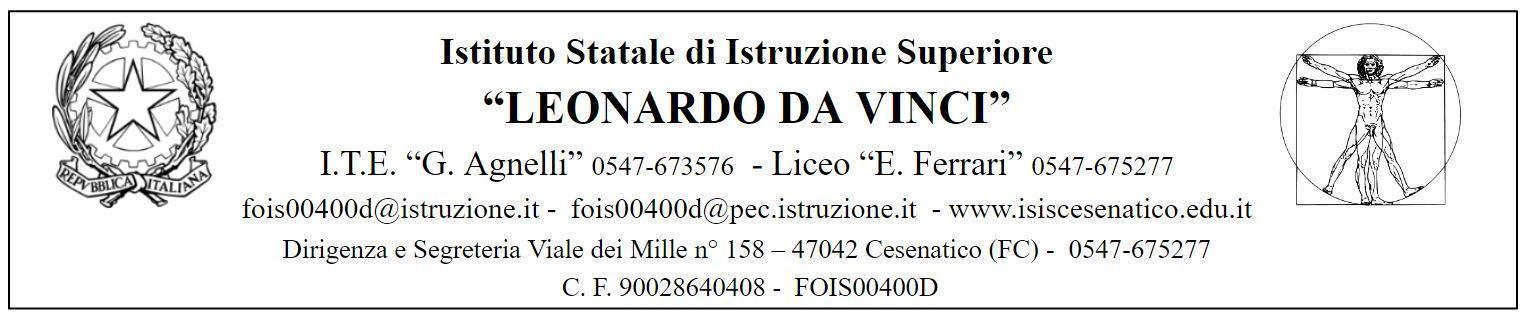 Istituto Statale di Istruzione Superiore
“LEONARDO DA VINCI”
I.T.E. “G. Agnelli” 0547-673576 - Liceo “E. Ferrari” 0547-675277
fois00400d@istruzione.it - fois00400d@pec.istruzione.it - www.isiscesenatico.edu.it
Dirigenza e Segreteria Viale dei Mille n° 158 – 47042 Cesenatico (FC) - 0547-675277
C. F. 90028640408 - FOIS00400D
REPVBBLICA ITALIANA